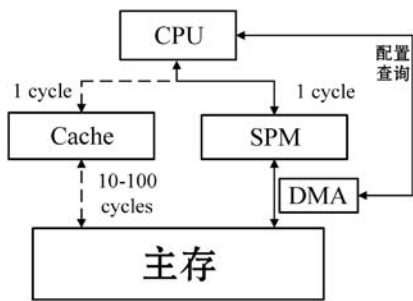 CPU
配置
查询
1 cycle
1 cycle
Cache
SPM
10-100
cycles
DMA
主存